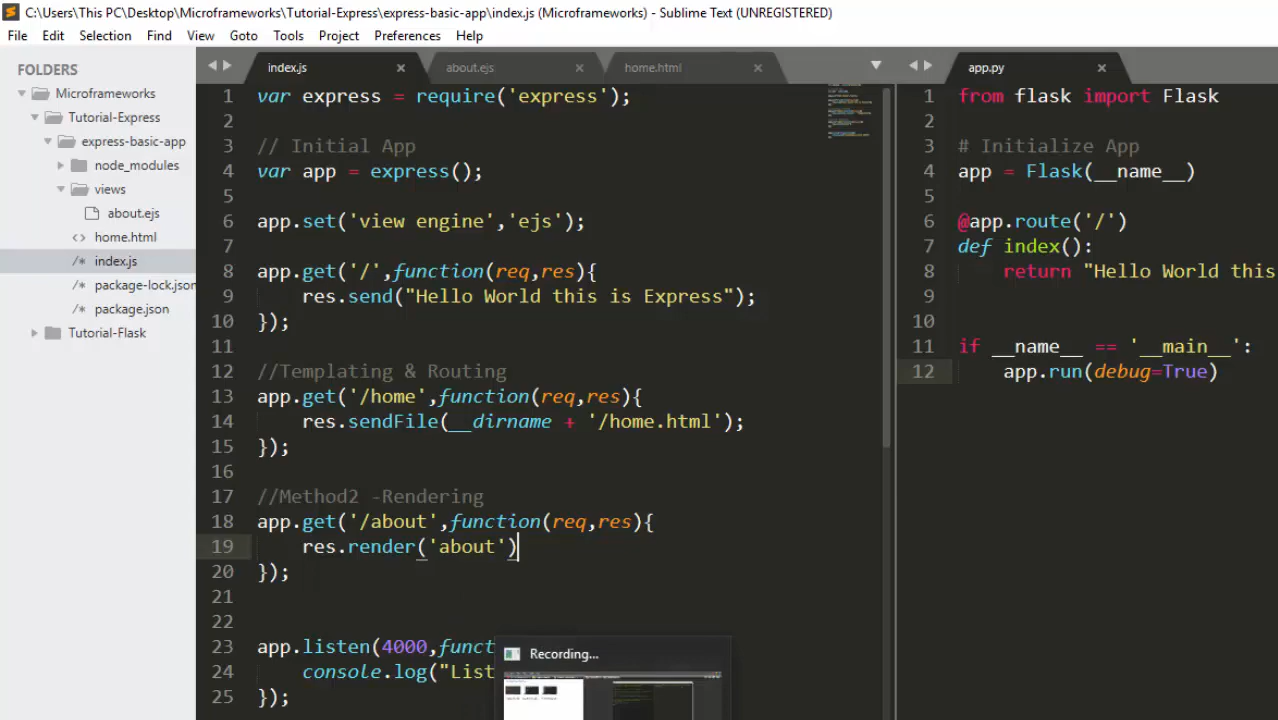 C:\Users\This PC\Desktop\Microframeworks\Tutorial-Express\express-basic-app\index.js (Microframeworks) - Sublime Text (UNREGISTERED)
File Edit Selection Find View Goto Tools Project Preferences Help
FOLDERS
Microframeworks
Tutorial-Express
express-basic-app
node_modules
views
about.ejs
home.html
index.js
package-lock.json
package.json
Tutorial-Flask
index.js about.ejs home.html
1 var express = require('express');
2
3 // Initial App
4 var app = express();
5
6 app.set('view engine','ejs');
7
8 app.get('/',function(req,res){
9 res.send("Hello World this is Express");
10 });
11
12 //Templating & Routing
13 app.get('/home',function(req,res){
14 res.sendFile(__dirname + '/home.html');
15 });
16
17 //Method2 -Rendering
18 app.get('/about',function(req,res){
19 res.render('about')
20 });
21
22
23 app.listen(4000,funct
24 console.log("List
25 });
Recording...
app.py
1 from flask import Flask
2
3 # Initialize App
4 app = Flask(__name__)
5
6 @app.route('/')
7 def index():
8 return "Hello World this
9
10
11 if __name__ == '__main__':
12 app.run(debug=True)